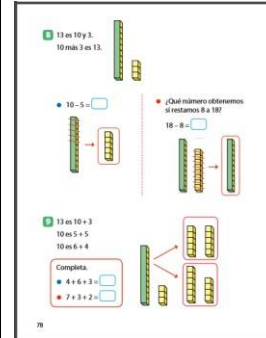 8 13 es 10 y 3.
10 más 3 es 13.
10 – 5 =
¿Qué número obtenemos
si restamos 8 a 18?
18 – 8 =
9 13 es 10 + 3
10 es 5 + 5
10 es 6 + 4
Completa.
4 + 6 + 3 =
7 + 3 + 2 =
78